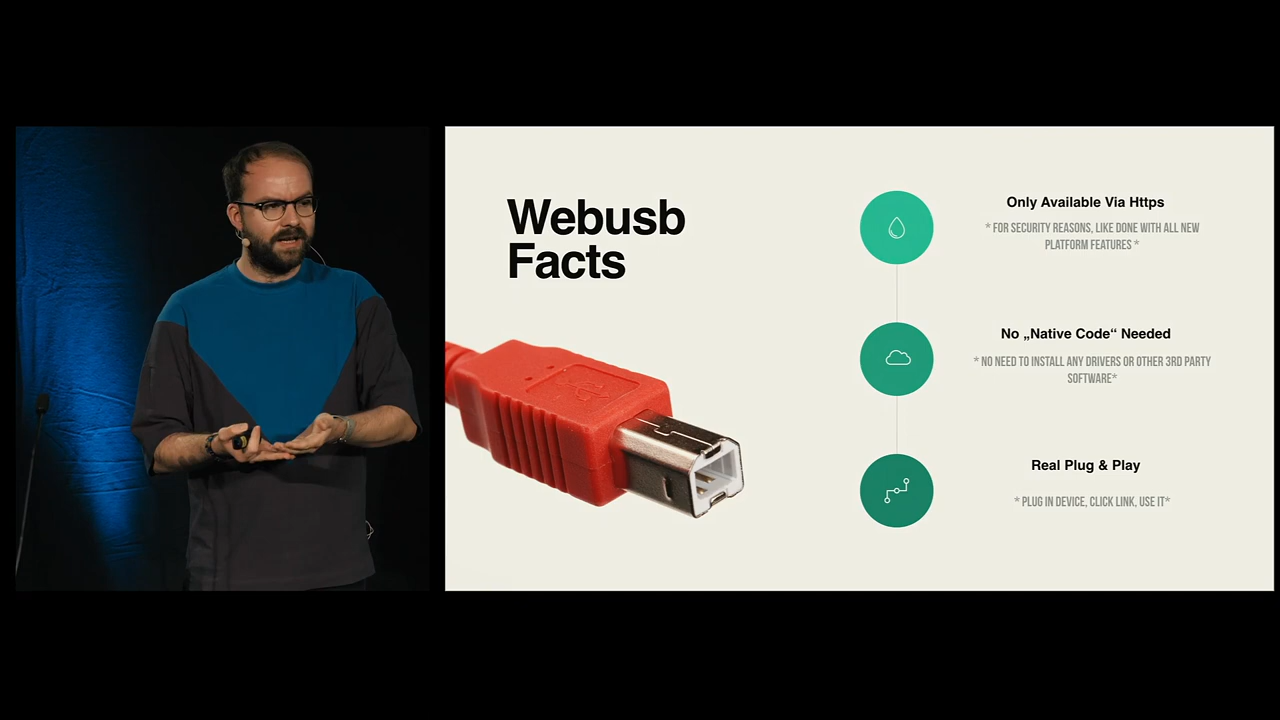 Webusb
Facts
Only Available Via Https
* FOR SECURITY REASONS, LIKE DONE WITH ALL NEW
PLATFORM FEATURES *
No „Native Code“ Needed
* NO NEED TO INSTALL ANY DRIVERS OR OTHER 3RD PARTY
SOFTWARE*
Real Plug & Play
* PLUG IN DEVICE, CLICK LINK, USE IT*